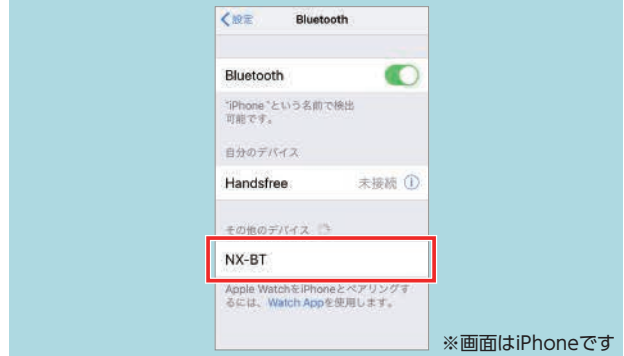 設定 Bluetooth
Bluetooth
"iPhone"という名前で検出
可能です。
自分のデバイス
Handsfree 未接続
その他のデバイス
NX-BT
Apple WatchをiPhoneとペアリングす
るには、Watch Appを使用します。
※画面はiPhoneです